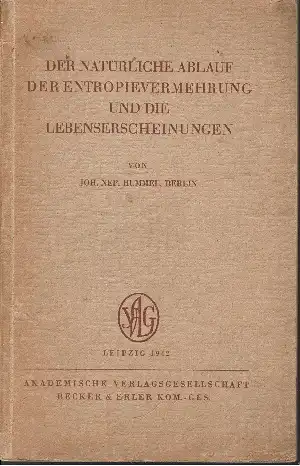 DER NATÜRLICHE ABLAUF
DER ENTROPIEVERMEHRUNG
UND DIE
LEBENSERSCHEINUNGEN
VON
JOH. NEP. HUMMEL, BERLIN
VAG
LEIPZIG 1942
AKADEMISCHE VERLAGSGESELLSCHAFT
BECKER & ERLER KOM.-GES.